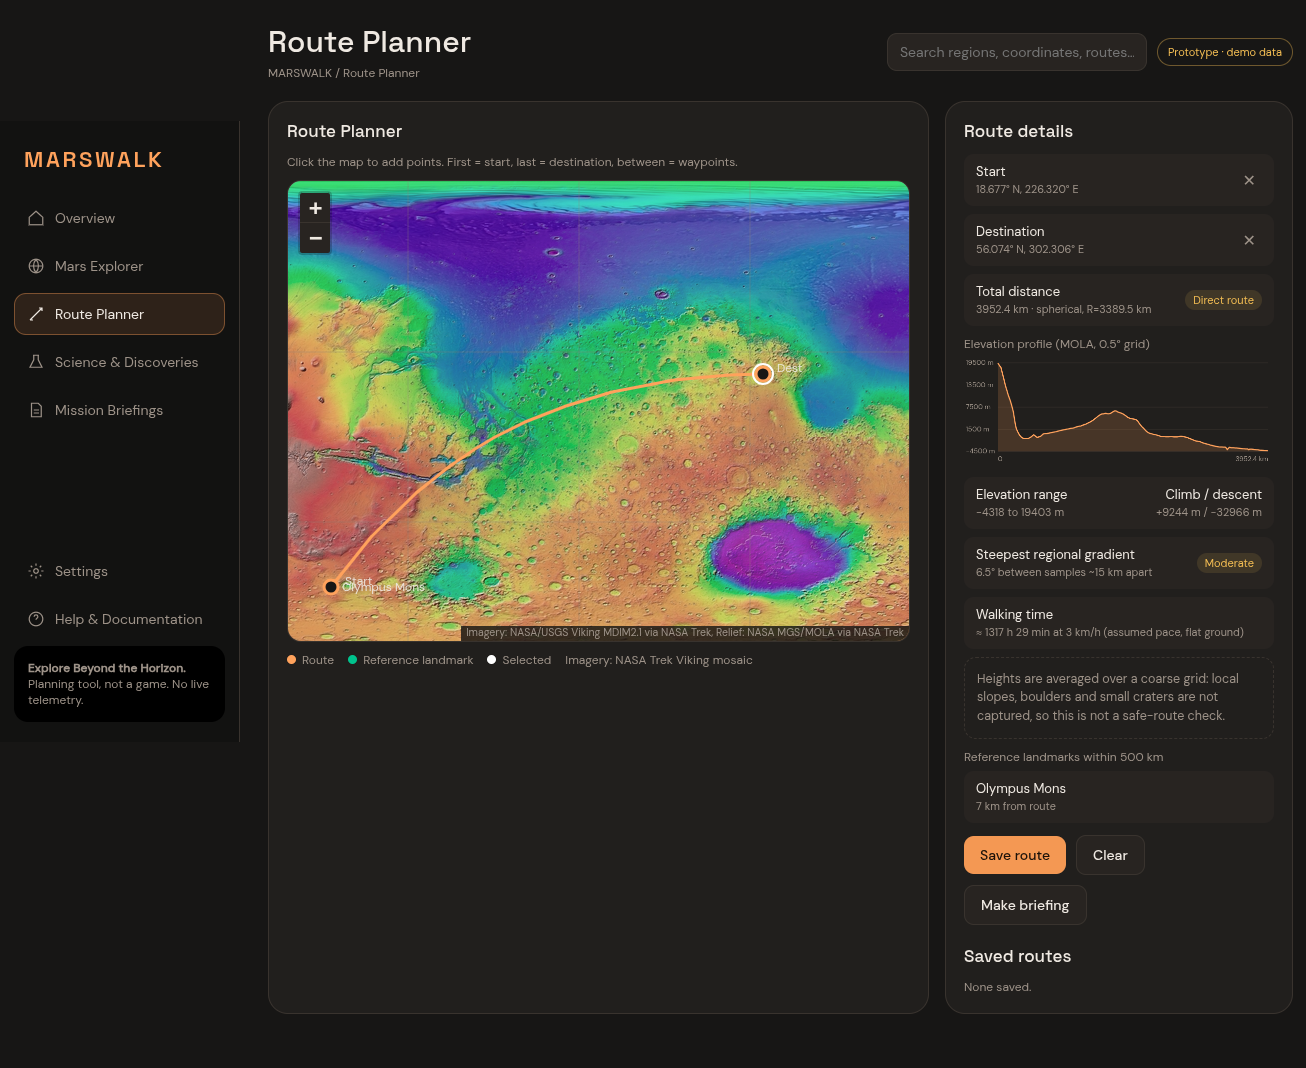 Route Planner
MARSWALK / Route Planner
Search regions, coordinates, routes...
Prototype · demo data
MARSWALK
Overview
Mars Explorer
Route Planner
Science & Discoveries
Mission Briefings
Settings
Help & Documentation
Explore Beyond the Horizon.
Planning tool, not a game. No live
telemetry.
Route Planner
Click the map to add points. First = start, last = destination, between = waypoints.
+
−
Dest
Start
Olympus Mons
Imagery: NASA/USGS Viking MDIM2.1 via NASA Trek, Relief: NASA MGS/MOLA via NASA Trek
Route
Reference landmark
Selected
Imagery: NASA Trek Viking mosaic
Route details
Start
18.677° N, 226.320° E
×
Destination
56.074° N, 302.306° E
×
Total distance
3952.4 km · spherical, R=3389.5 km
Direct route
Elevation profile (MOLA, 0.5° grid)
19500 m
13500 m
7500 m
1500 m
-4500 m
0
3952.4 km
Elevation range
-4318 to 19403 m
Climb / descent
+9244 m / -32966 m
Steepest regional gradient
6.5° between samples ~15 km apart
Moderate
Walking time
≈ 1317 h 29 min at 3 km/h (assumed pace, flat ground)
Heights are averaged over a coarse grid: local
slopes, boulders and small craters are not
captured, so this is not a safe-route check.
Reference landmarks within 500 km
Olympus Mons
7 km from route
Save route
Clear
Make briefing
Saved routes
None saved.